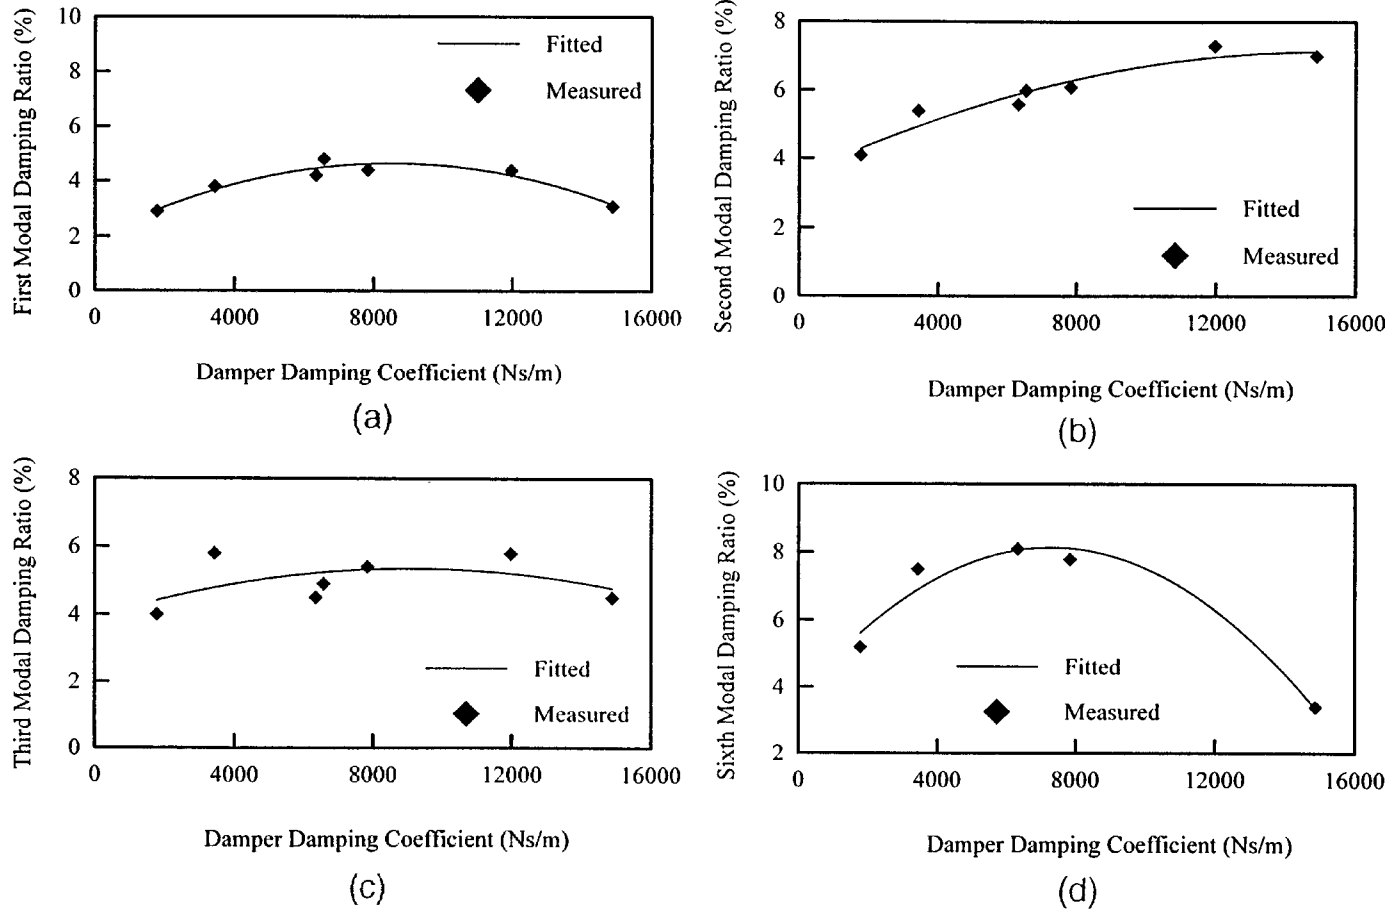 First Modal Damping Ratio (%)
10
8
6
4
2
0
Fitted
Measured
0 4000 8000 12000 16000
Damper Damping Coefficient (Ns/m)
(a)
Second Modal Damping Ratio (%)
8
6
4
2
0
Fitted
Measured
0 4000 8000 12000 16000
Damper Damping Coefficient (Ns/m)
(b)
Third Modal Damping Ratio (%)
8
6
4
2
0
Fitted
Measured
0 4000 8000 12000 16000
Damper Damping Coefficient (Ns/m)
(c)
Sixth Modal Damping Ratio (%)
10
8
6
4
2
Fitted
Measured
0 4000 8000 12000 16000
Damper Damping Coefficient (Ns/m)
(d)